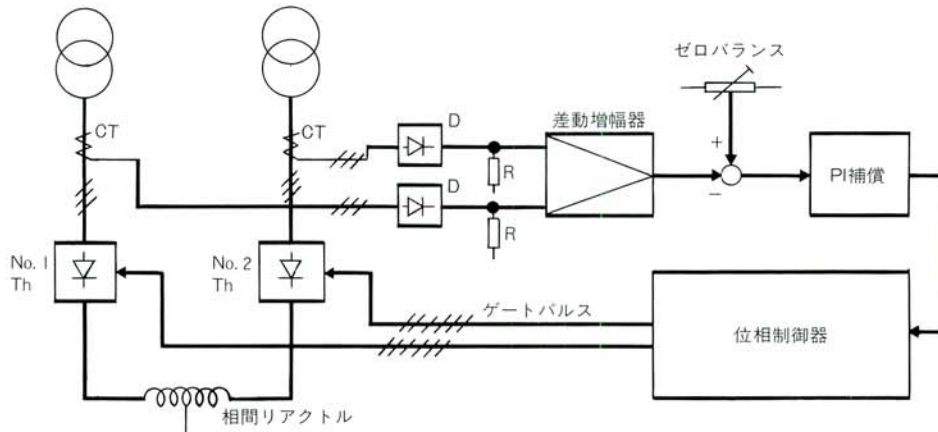 ゼロバランス
CT
CT
D
差動増幅器
R
+
−
PI補償
D
R
No.1
Th
No.2
Th
ゲートパルス
位相制御器
相間リアクトル